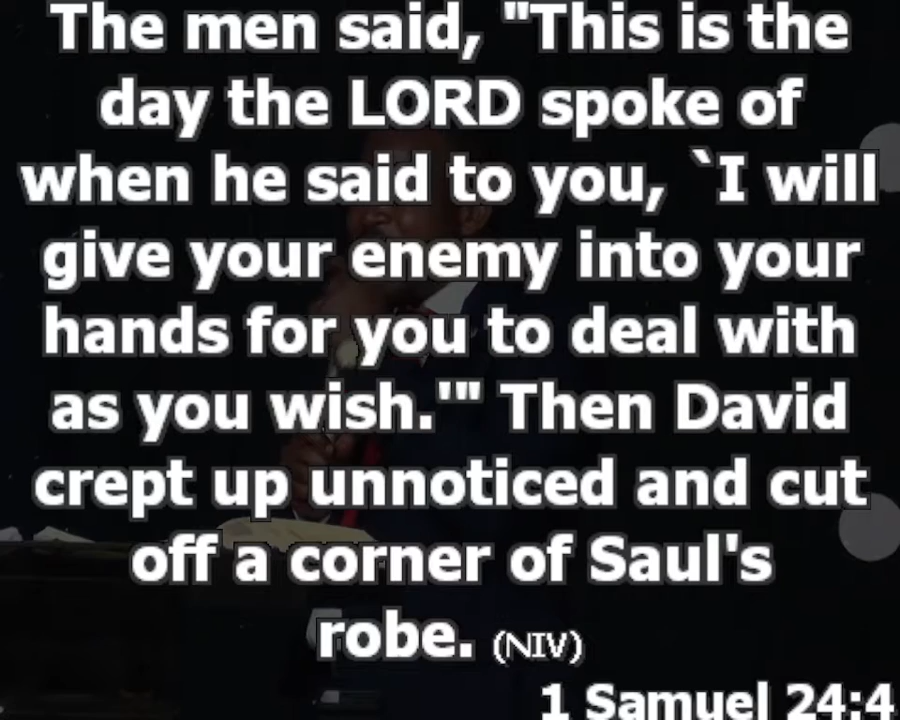 The men said, "This is the
day the LORD spoke of
when he said to you, `I will
give your enemy into your
hands for you to deal with
as you wish.'" Then David
crept up unnoticed and cut
off a corner of Saul's
robe. (NIV)
1 Samuel 24:4